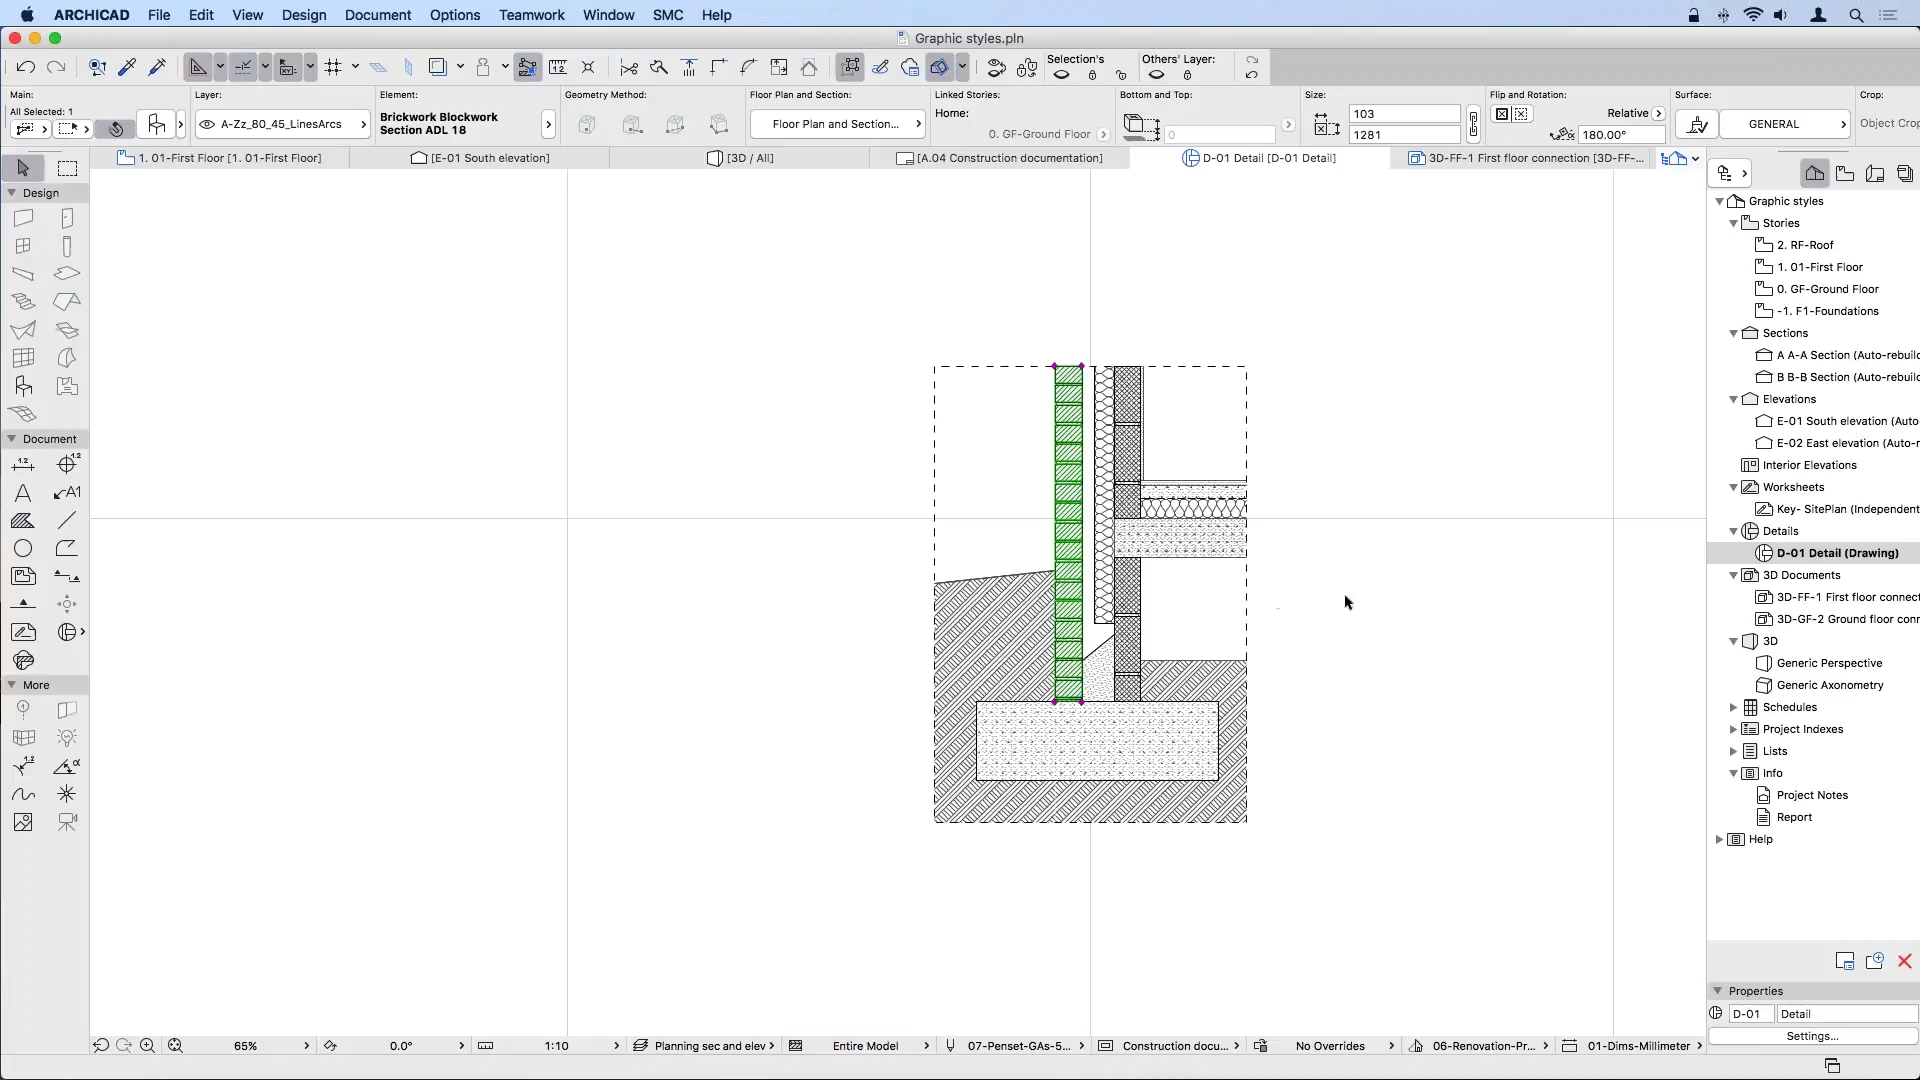 ARCHICAD File Edit View Design Document Options Teamwork Window SMC Help
Graphic styles.pln
Selection's
Others' Layer:
Main:
All Selected: 1
Layer:
A-Zz_80_45_LinesArcs
Element:
Brickwork Blockwork
Section ADL 18
Geometry Method:
Floor Plan and Section:
Floor Plan and Section...
Linked Stories:
Home:
0. GF-Ground Floor
Bottom and Top:
0
Size:
103
1281
Flip and Rotation:
Relative
180.00°
Surface:
GENERAL
Crop:
Object Crop
1. 01-First Floor [1. 01-First Floor]
[E-01 South elevation]
[3D / All]
[A.04 Construction documentation]
D-01 Detail [D-01 Detail]
3D-FF-1 First floor connection [3D-FF-...
Design
Document
More
Graphic styles
Stories
2. RF-Roof
1. 01-First Floor
0. GF-Ground Floor
-1. F1-Foundations
Sections
A A-A Section (Auto-rebuild
B B-B Section (Auto-rebuild
Elevations
E-01 South elevation (Auto
E-02 East elevation (Auto-r
Interior Elevations
Worksheets
Key- SitePlan (Independent
Details
D-01 Detail (Drawing)
3D Documents
3D-FF-1 First floor connect
3D-GF-2 Ground floor conn
3D
Generic Perspective
Generic Axonometry
Schedules
Project Indexes
Lists
Info
Project Notes
Report
Help
Properties
D-01 Detail
Settings...
65% 0.0° 1:10 Planning sec and elev Entire Model 07-Penset-GAs-5... Construction docu... No Overrides 06-Renovation-Pr... 01-Dims-Millimeter